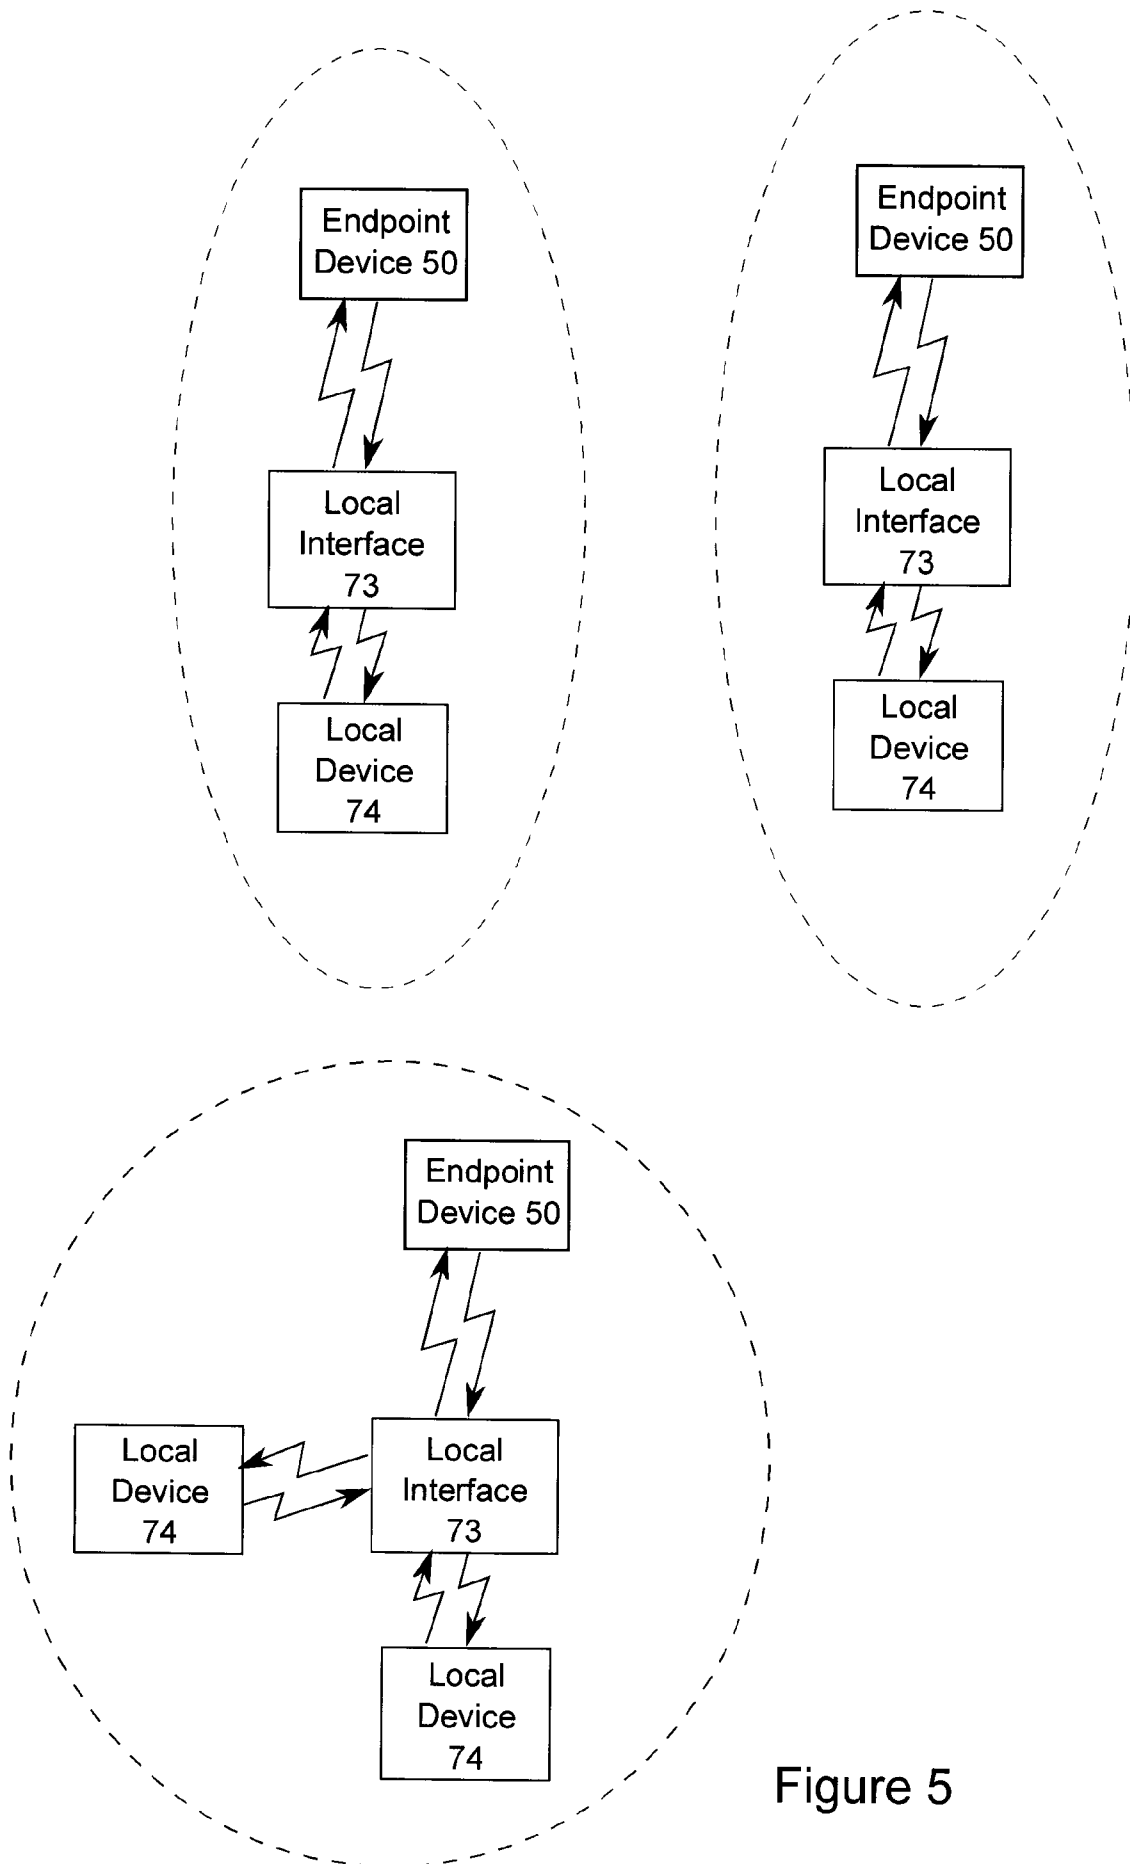 Endpoint
Device 50
Local
Interface
73
Local
Device
74
Endpoint
Device 50
Local
Interface
73
Local
Device
74
Endpoint
Device 50
Local
Device
74
Local
Interface
73
Local
Device
74
Figure 5